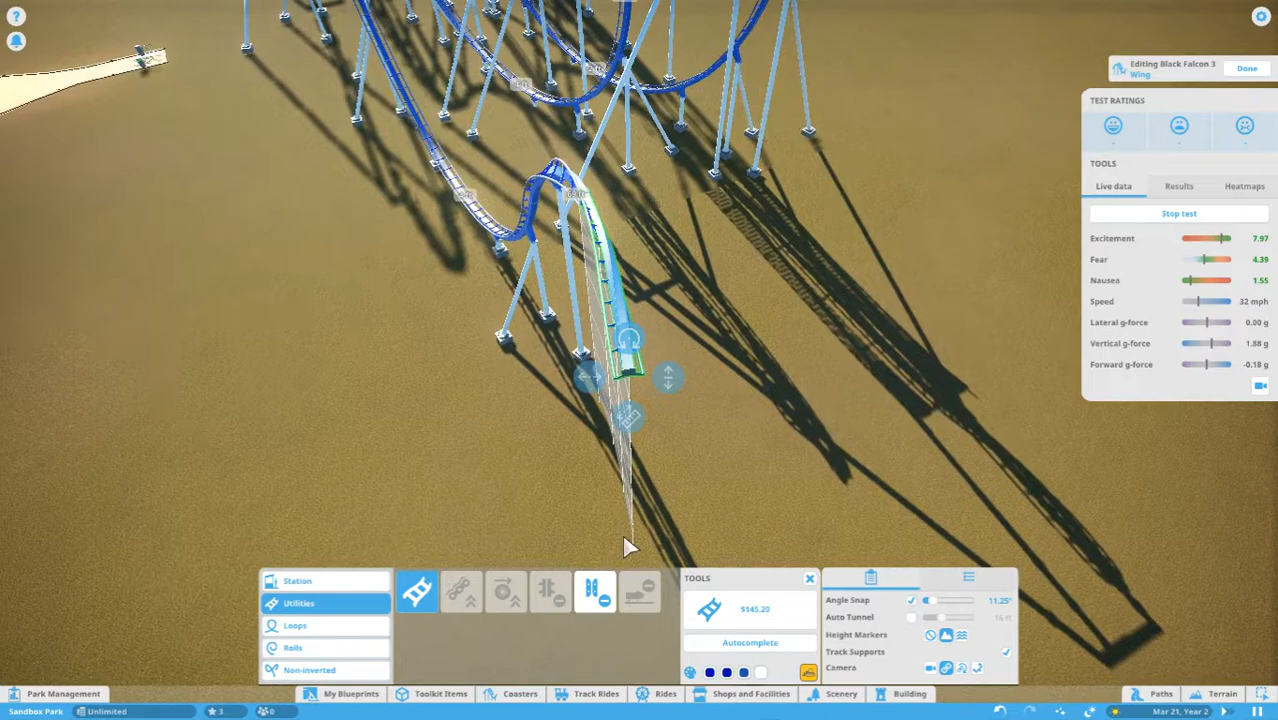 ?
Editing Black Falcon 3
Wing
Done
TEST RATINGS
-
-
-
TOOLS
Live data
Results
Heatmaps
Stop test
Excitement
7.97
Fear
4.39
Nausea
1.55
Speed
32 mph
Lateral g-force
0.00 g
Vertical g-force
1.88 g
Forward g-force
-0.18 g
Station
Utilities
Loops
Rolls
Non-inverted
TOOLS
$145.20
Autocomplete
Angle Snap
11.25°
Auto Tunnel
16 ft
Height Markers
Track Supports
Camera
Park Management
My Blueprints
Toolkit Items
Coasters
Track Rides
Rides
Shops and Facilities
Scenery
Building
Paths
Terrain
Sandbox Park
Unlimited
3
0
Mar 21, Year 2